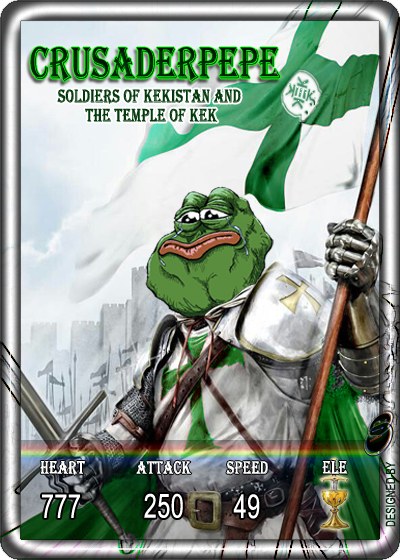 CRUSADERPEPE
SOLDIERS OF KEKISTAN AND
THE TEMPLE OF KEK
HEART ATTACK SPEED ELE
777 250 49
DESIGNED BY